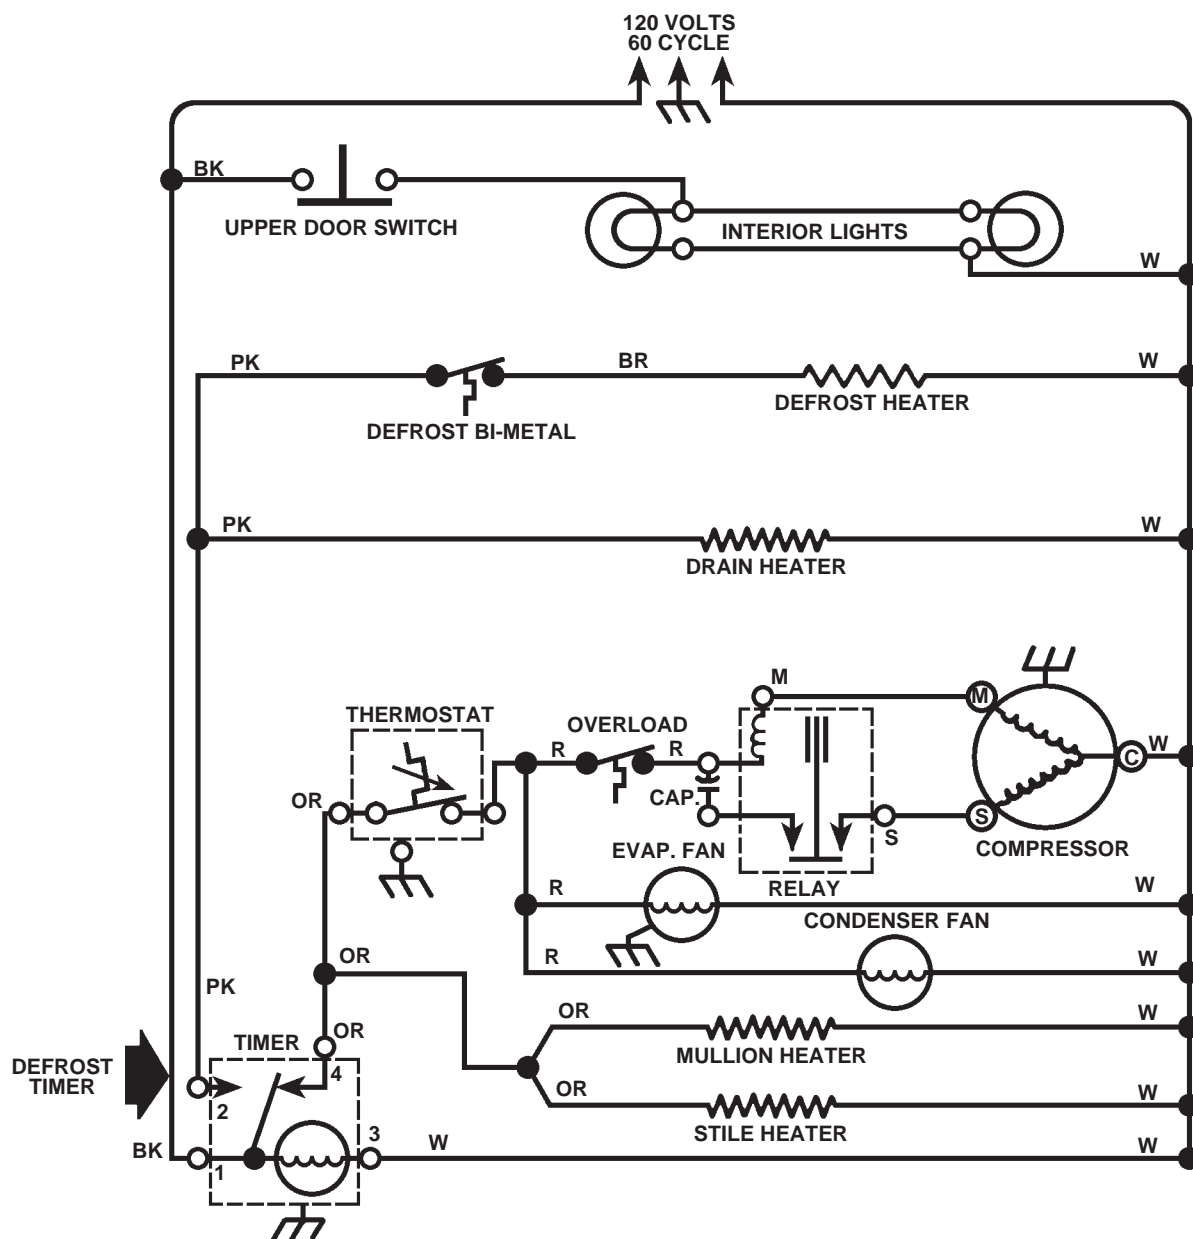 120 VOLTS
60 CYCLE
BK
UPPER DOOR SWITCH
INTERIOR LIGHTS
W
PK
BR
W
DEFROST BI-METAL
DEFROST HEATER
PK
W
DRAIN HEATER
M
THERMOSTAT
OVERLOAD
M
R
R
W
C
OR
CAP.
S
S
COMPRESSOR
EVAP. FAN
RELAY
R
W
CONDENSER FAN
OR
R
W
PK
OR
W
TIMER
OR
MULLION HEATER
DEFROST
TIMER
4
2
OR
W
STILE HEATER
3
BK
1
W
W